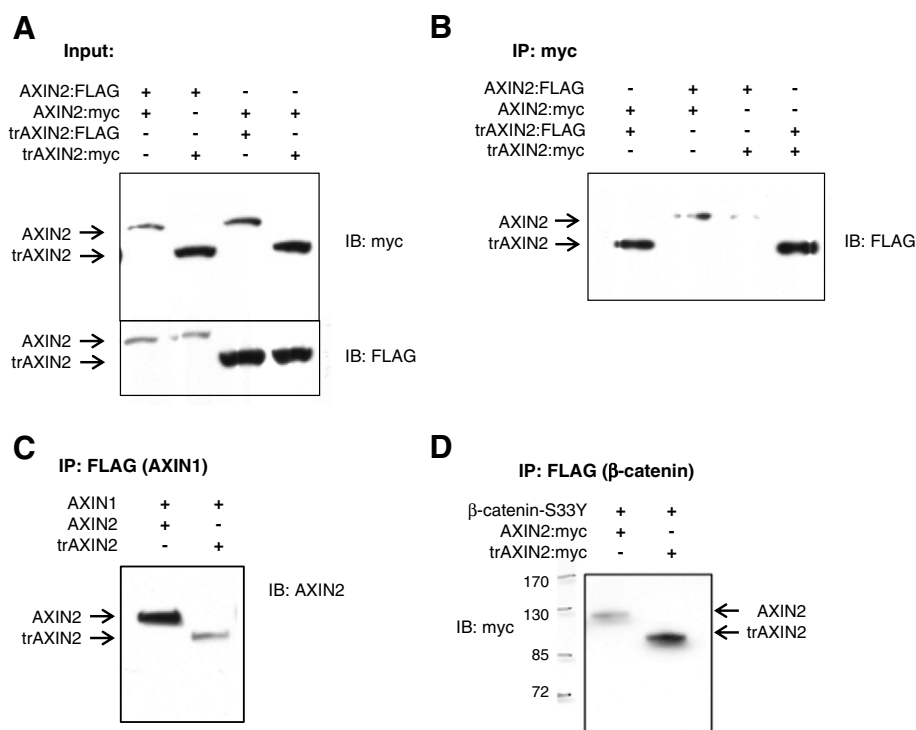 A
Input:
AXIN2:FLAG + + - -
AXIN2:myc + - + +
trAXIN2:FLAG - - + -
trAXIN2:myc - + - +
AXIN2
trAXIN2
IB: myc
AXIN2
trAXIN2
IB: FLAG
B
IP: myc
AXIN2:FLAG - + + -
AXIN2:myc + + - -
trAXIN2:FLAG + - - +
trAXIN2:myc - - + +
AXIN2
trAXIN2
IB: FLAG
C
IP: FLAG (AXIN1)
AXIN1 + +
AXIN2 + -
trAXIN2 - +
AXIN2
trAXIN2
IB: AXIN2
D
IP: FLAG (β-catenin)
β-catenin-S33Y + +
AXIN2:myc + -
trAXIN2:myc - +
170
130
85
72
IB: myc
AXIN2
trAXIN2